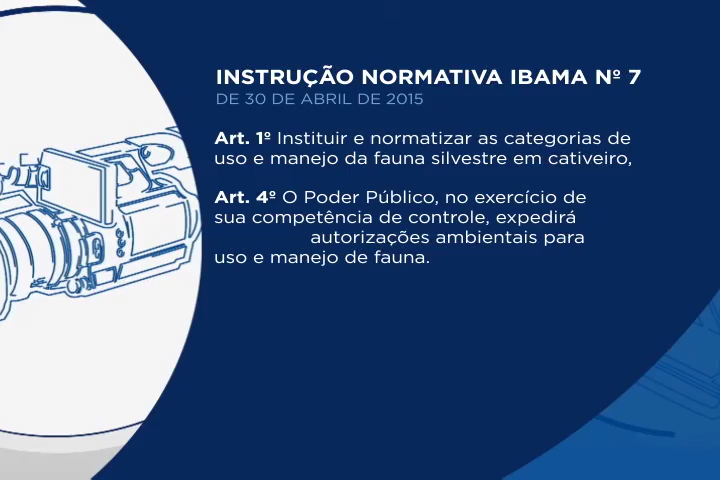 INSTRUÇÃO NORMATIVA IBAMA Nº 7
DE 30 DE ABRIL DE 2015
Art. 1º Instituir e normatizar as categorias de
uso e manejo da fauna silvestre em cativeiro,
Art. 4º O Poder Público, no exercício de
sua competência de controle, expedirá
autorizações ambientais para
uso e manejo de fauna.